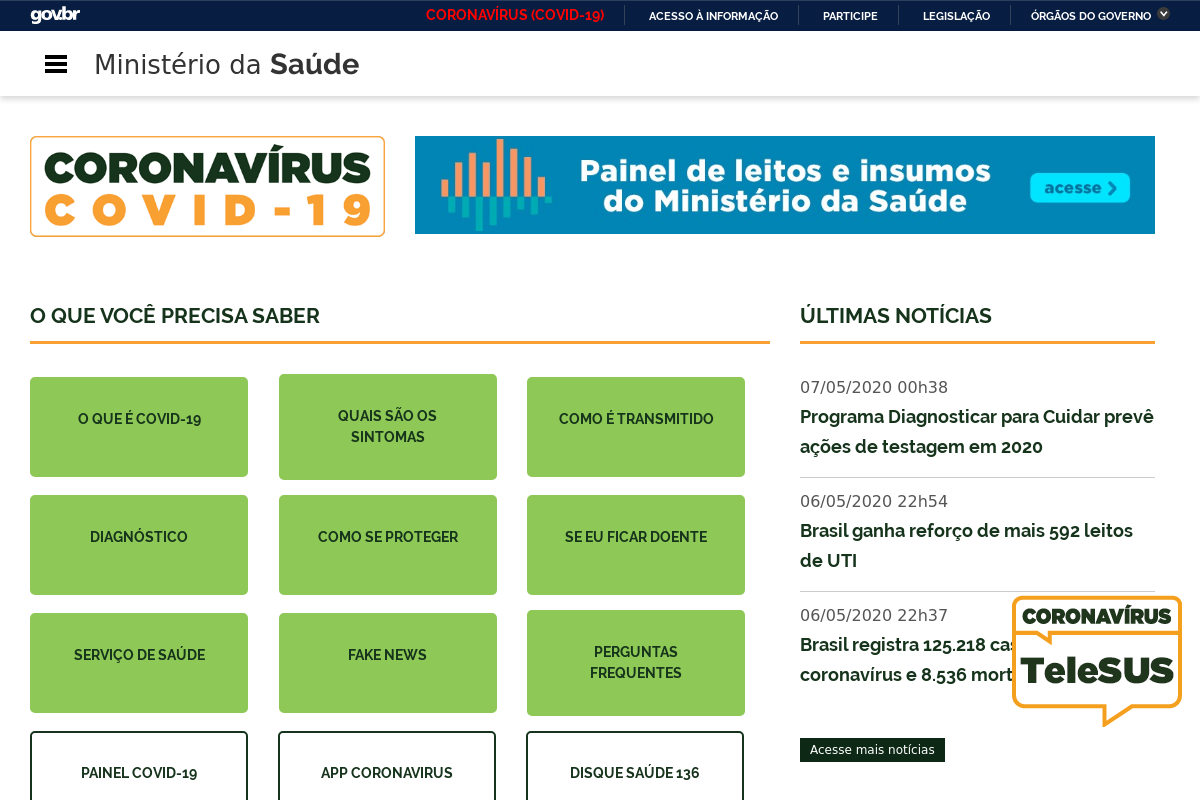 gov.br
CORONAVÍRUS (COVID-19)
ACESSO À INFORMAÇÃO
PARTICIPE
LEGISLAÇÃO
ÓRGÃOS DO GOVERNO
Ministério da Saúde
CORONAVÍRUS
COVID-19
Painel de leitos e insumos
do Ministério da Saúde
acesse
O QUE VOCÊ PRECISA SABER
O QUE É COVID-19
QUAIS SÃO OS
SINTOMAS
COMO É TRANSMITIDO
DIAGNÓSTICO
COMO SE PROTEGER
SE EU FICAR DOENTE
SERVIÇO DE SAÚDE
FAKE NEWS
PERGUNTAS
FREQUENTES
PAINEL COVID-19
APP CORONAVIRUS
DISQUE SAÚDE 136
ÚLTIMAS NOTÍCIAS
07/05/2020 00h38
Programa Diagnosticar para Cuidar prevê
ações de testagem em 2020
06/05/2020 22h54
Brasil ganha reforço de mais 592 leitos
de UTI
06/05/2020 22h37
Brasil registra 125.218
coronavírus e 8.536
CORONAVÍRUS
TeleSUS
Acesse mais notícias